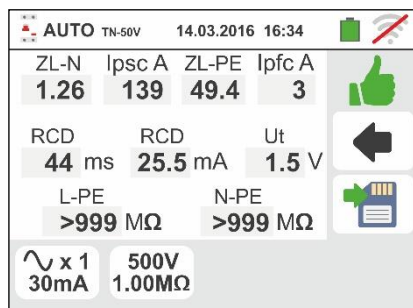 AUTO TN-50V 14.03.2016 16:34
ZL-N Ipsc A ZL-PE Ipfc A
1.26 139 49.4 3
RCD RCD Ut
44 ms 25.5 mA 1.5 V
L-PE N-PE
>999 MΩ >999 MΩ
x 1 500V
30mA 1.00MΩ